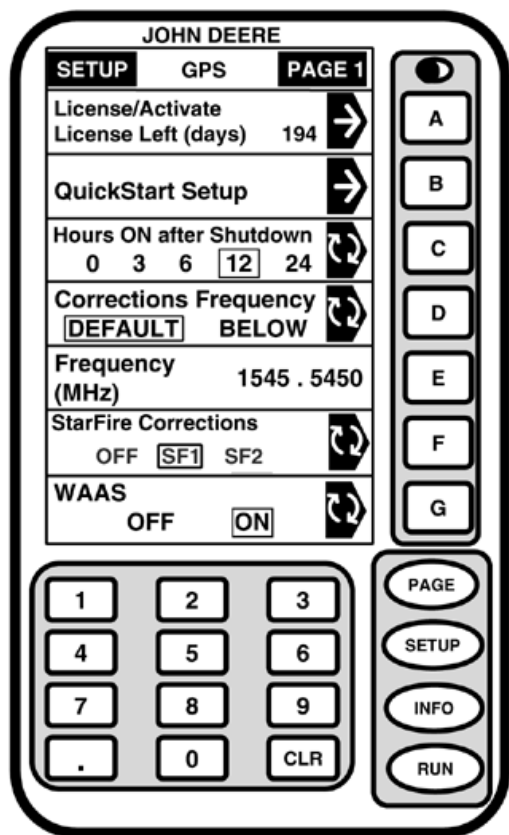 JOHN DEERE
SETUP GPS PAGE 1
License/Activate
License Left (days) 194
QuickStart Setup
Hours ON after Shutdown
0 3 6 12 24
Corrections Frequency
DEFAULT BELOW
Frequency
(MHz) 1545 . 5450
StarFire Corrections
OFF SF1 SF2
WAAS
OFF ON
A
B
C
D
E
F
G
1 2 3
4 5 6
7 8 9
. 0 CLR
PAGE
SETUP
INFO
RUN